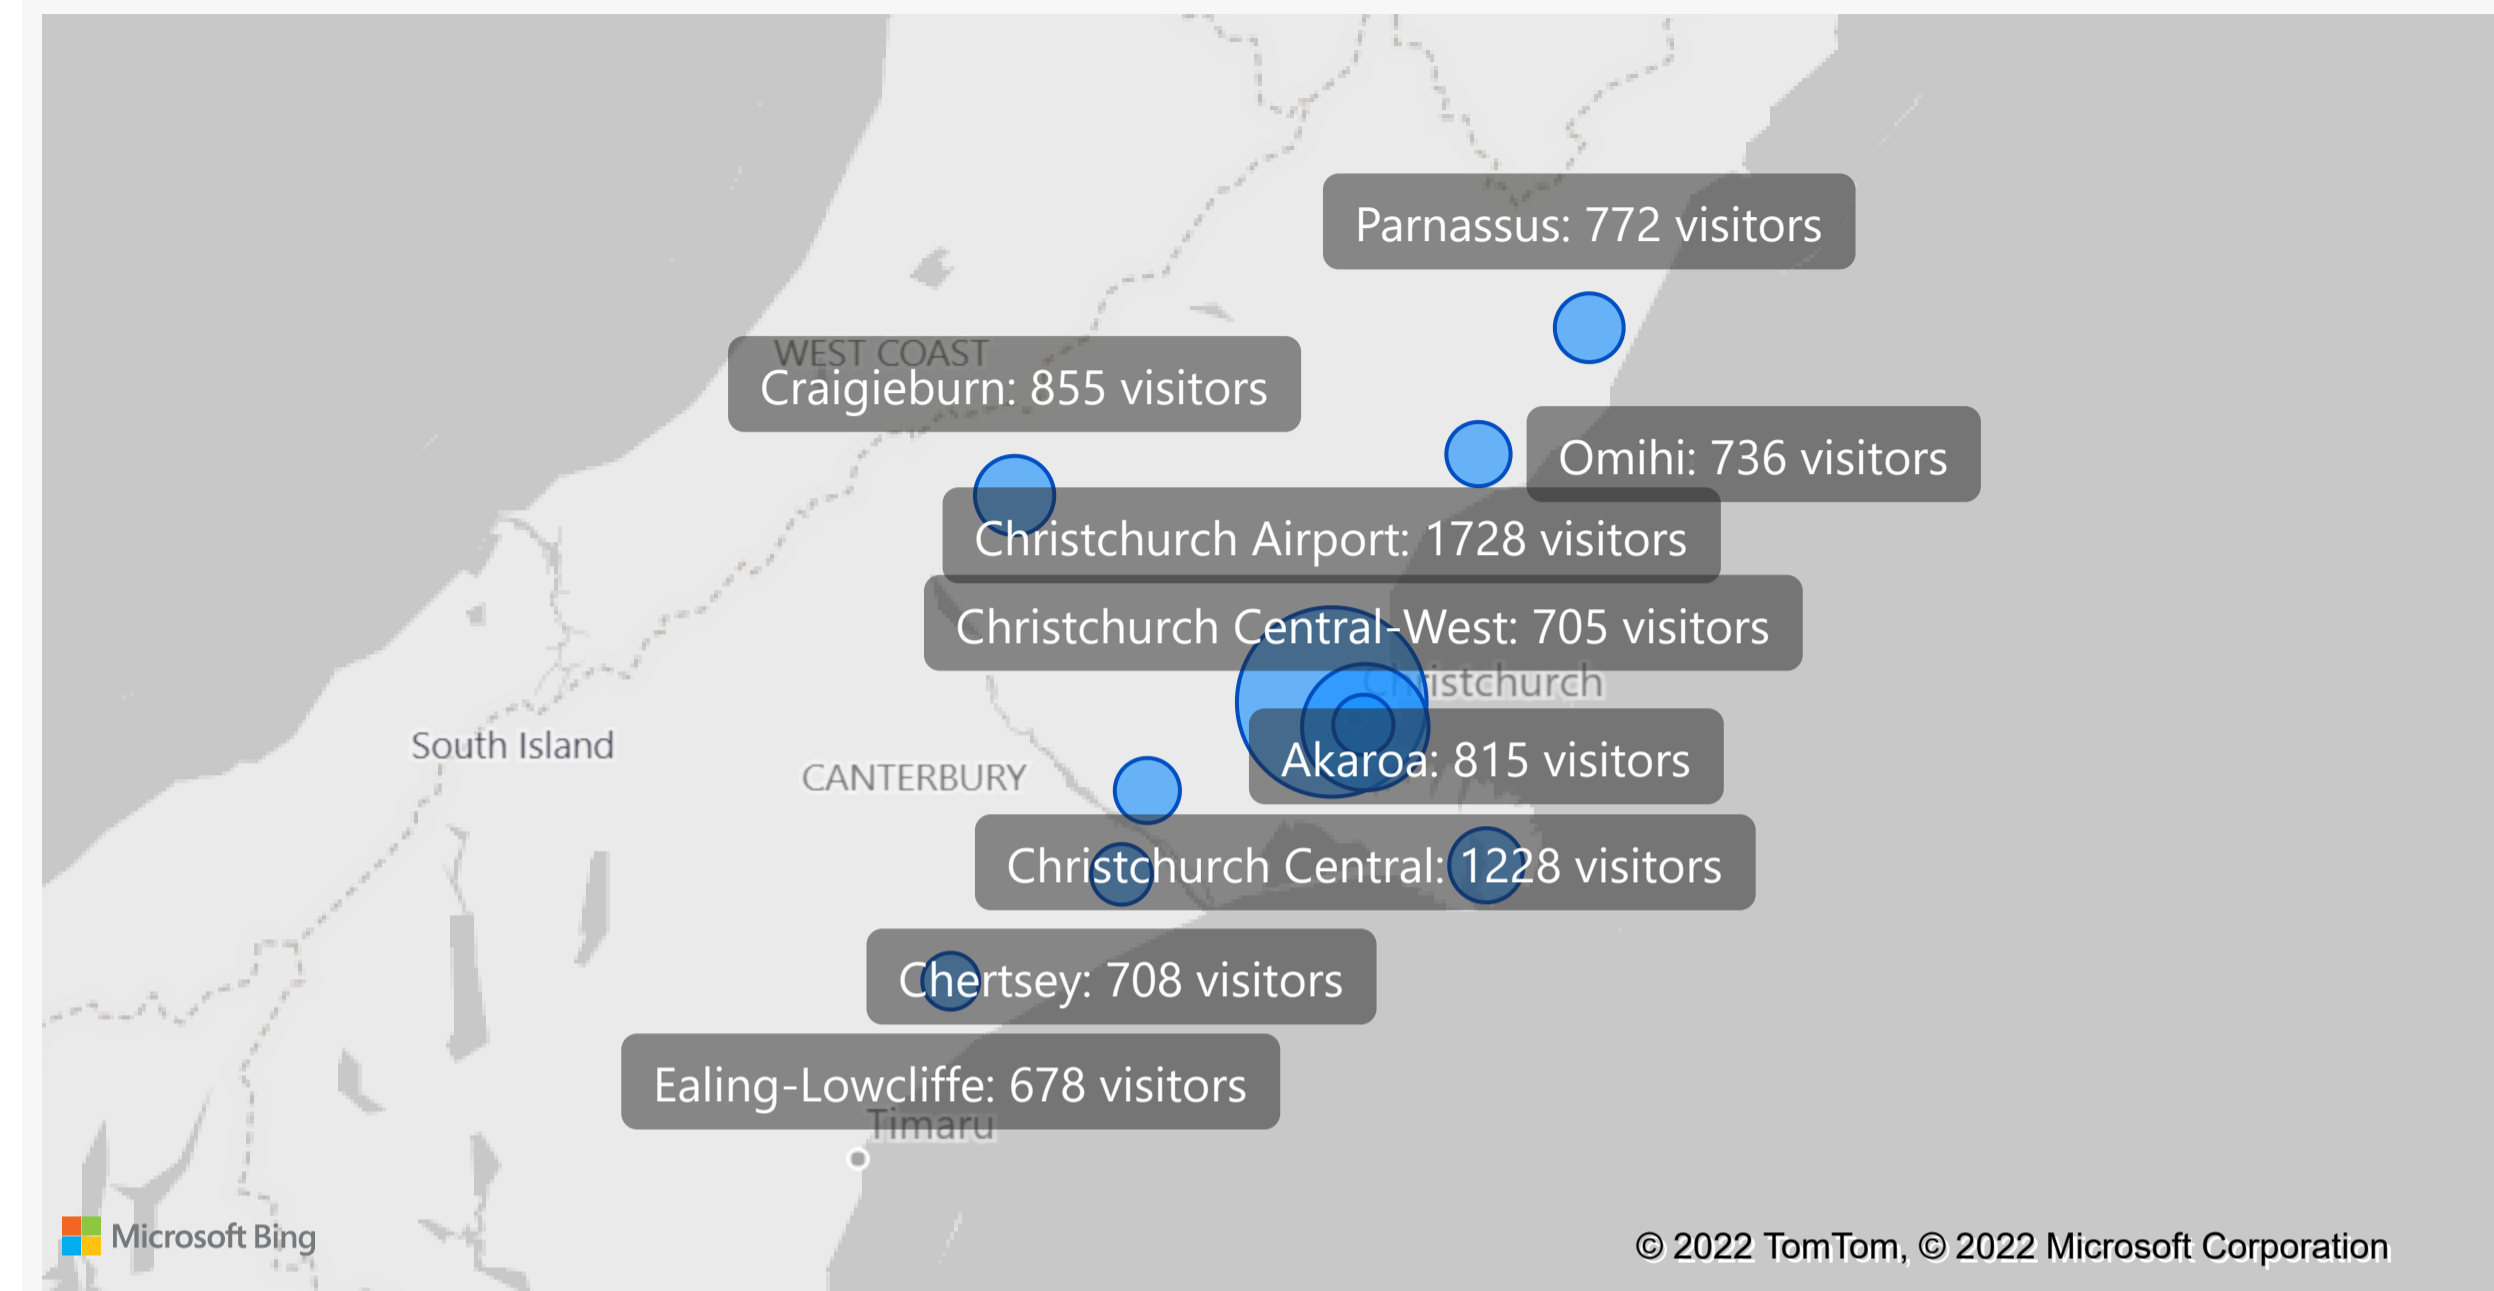 Parnassus: 772 visitors
WEST COAST
Craigieburn: 855 visitors
Omihi: 736 visitors
Christchurch Airport: 1728 visitors
Christchurch Central-West: 705 visitors
Christchurch
South Island
Akaroa: 815 visitors
CANTERBURY
Christchurch Central: 1228 visitors
Chertsey: 708 visitors
Ealing-Lowcliffe: 678 visitors
Timaru
Microsoft Bing
© 2022 TomTom, © 2022 Microsoft Corporation